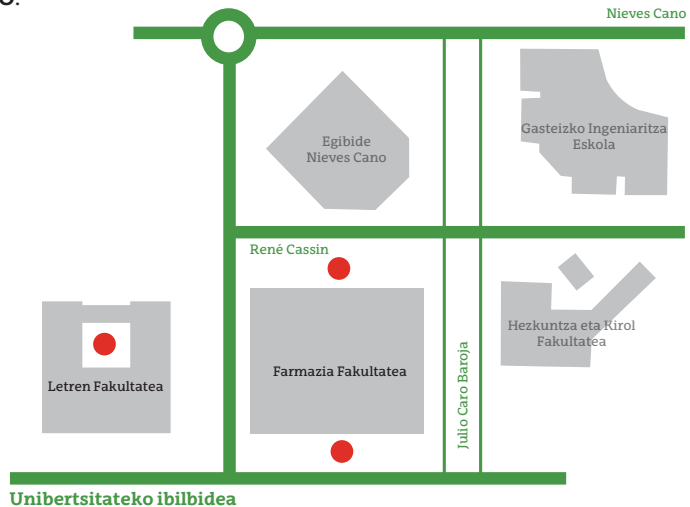 Nieves Cano
Egibide
Nieves Cano
Gasteizko Ingeniaritza
Eskola
René Cassin
Hezkuntza eta Kirol
Fakultatea
Farmazia Fakultatea
Letren Fakultatea
Julio Caro Baroja
Unibertsitateko ibilbidea